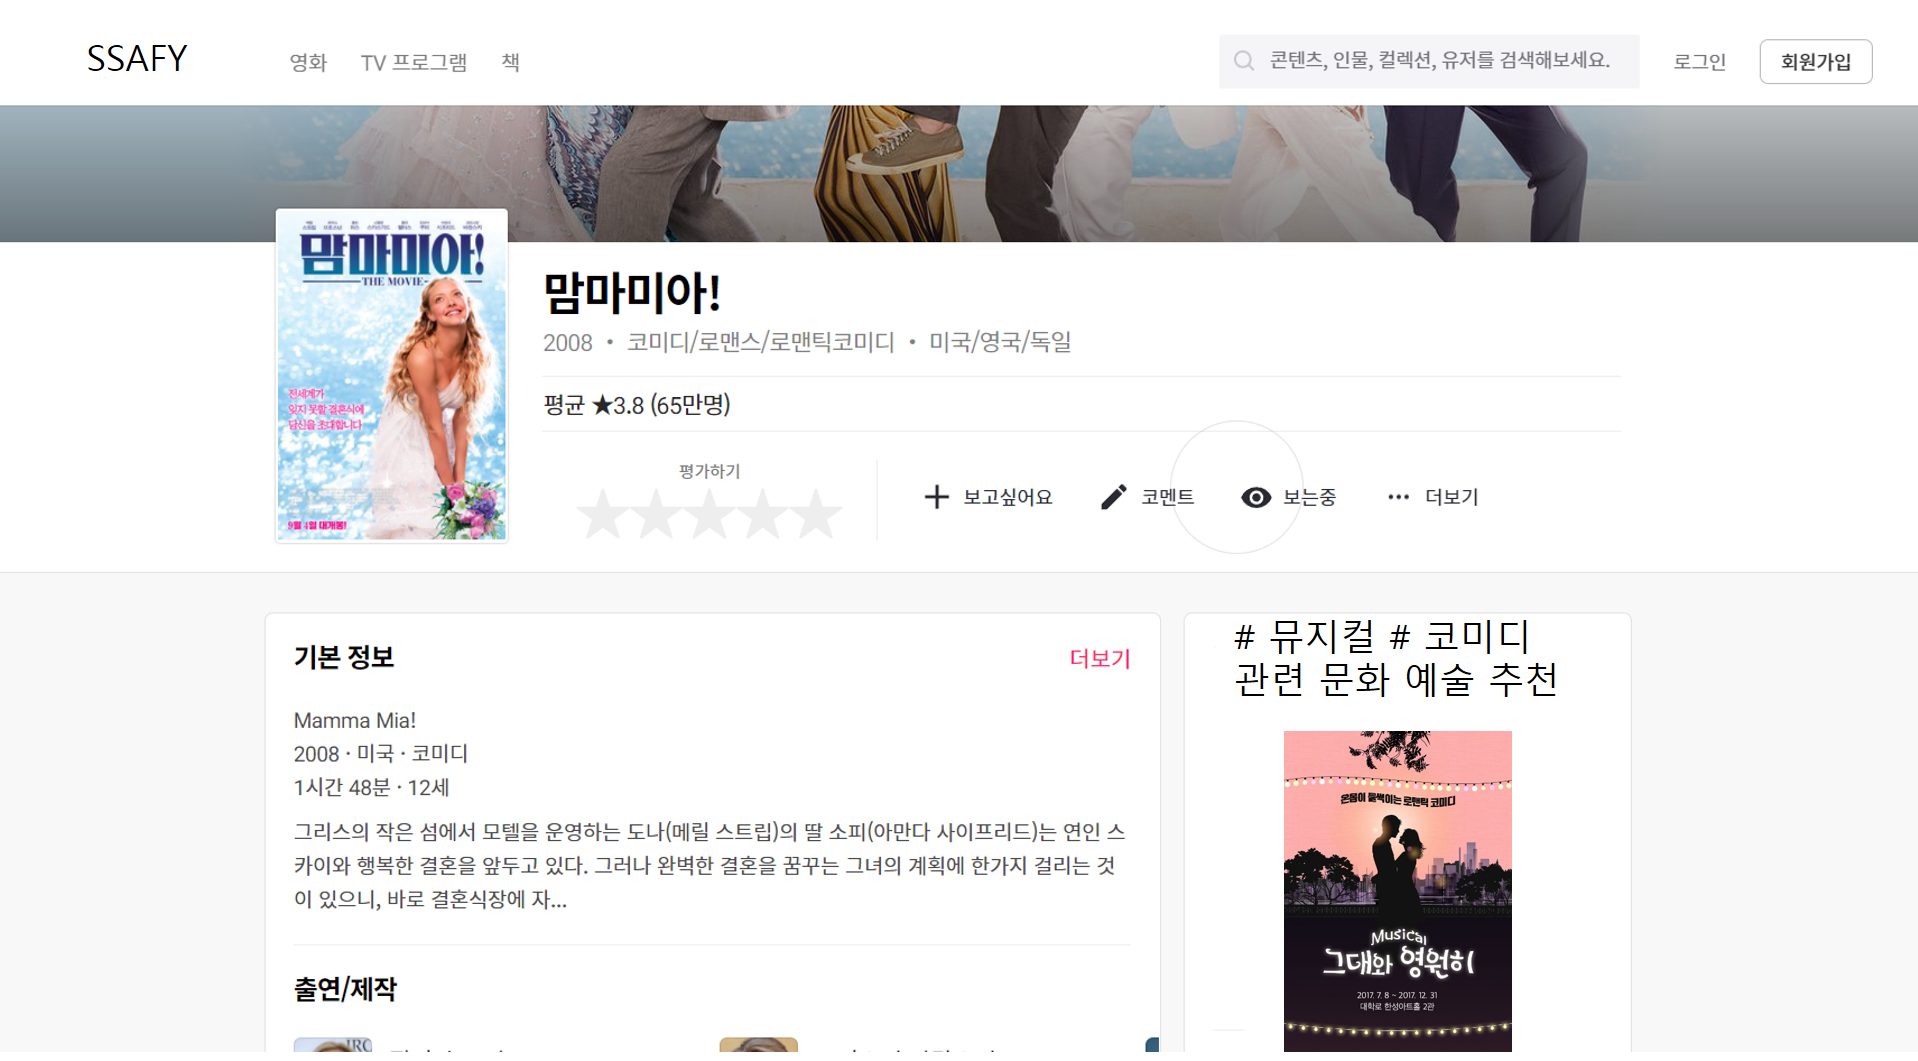 SSAFY
영화 TV 프로그램 책
콘텐츠, 인물, 컬렉션, 유저를 검색해보세요.
로그인
회원가입
맘마미아!
THE MOVIE
전세계가
잊지 못할 결혼식에
당신을 초대합니다
9월 4일 대개봉!
맘마미아!
2008 • 코미디/로맨스/로맨틱코미디 • 미국/영국/독일
평균 ★3.8 (65만명)
평가하기
보고싶어요
코멘트
보는중
더보기
기본 정보
더보기
Mamma Mia!
2008 · 미국 · 코미디
1시간 48분 · 12세
그리스의 작은 섬에서 모텔을 운영하는 도나(메릴 스트립)의 딸 소피(아만다 사이프리드)는 연인 스
카이와 행복한 결혼을 앞두고 있다. 그러나 완벽한 결혼을 꿈꾸는 그녀의 계획에 한가지 걸리는 것
이 있으니, 바로 결혼식장에 자...
출연/제작
# 뮤지컬 # 코미디
관련 문화 예술 추천
온몸이 들썩이는 로맨틱 코미디
Musical
그대와 영원히
2017. 7. 8 ~ 2017. 12. 31
대학로 한성아트홀 2관